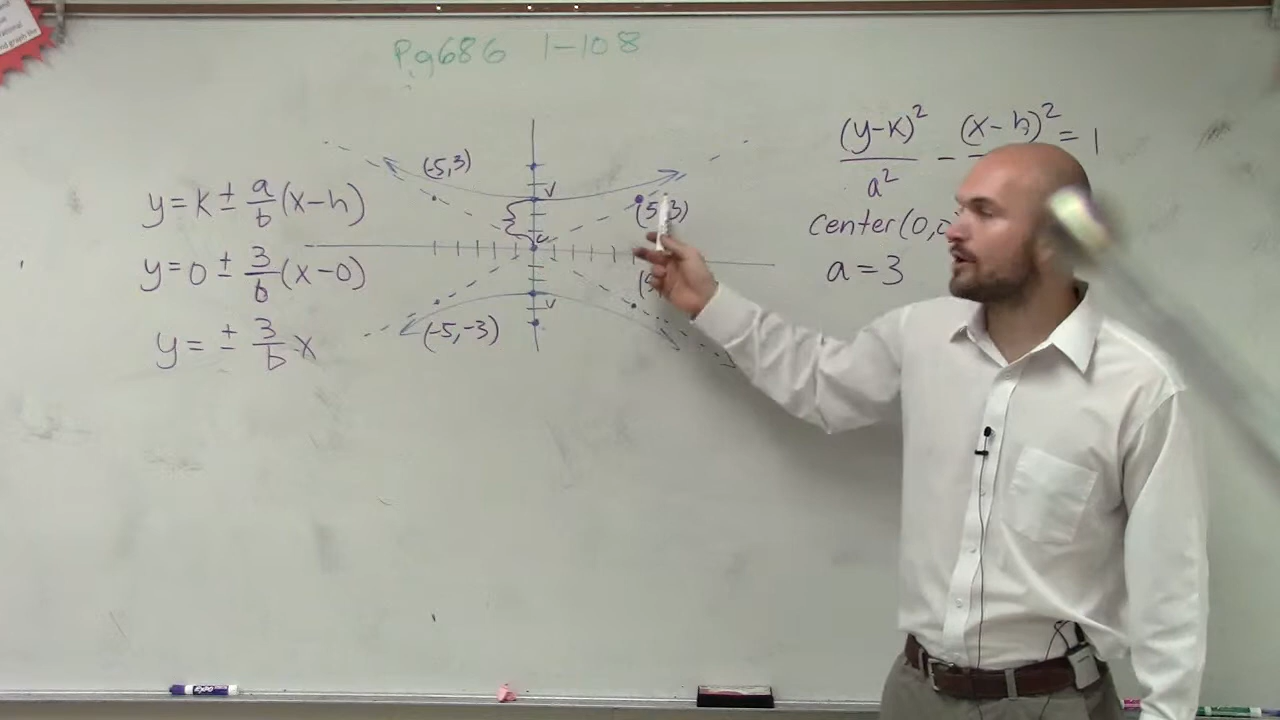 Pg686 1-108
(-5,3)
V
(5,3)
c
(-5,-3)
V
y=k±a/b(x-h)
y=0±3/b(x-0)
y=±3/b x
(y-k)²/a² - (x-h)² =1
center(0,
a=3